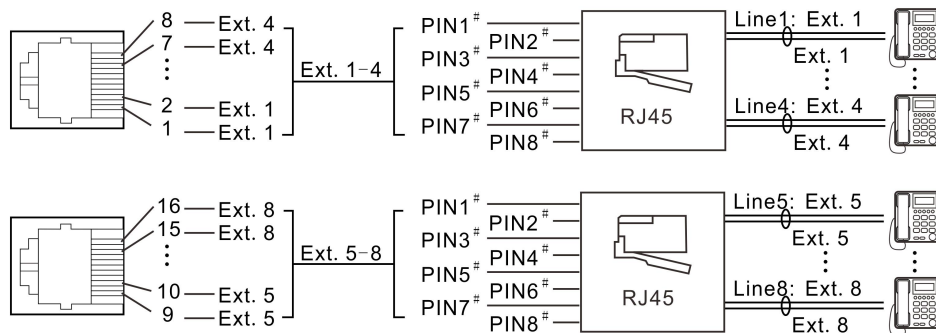 8 Ext. 4
7 Ext. 4
2 Ext. 1
1 Ext. 1
Ext. 1-4
PIN1#
PIN2#
PIN3#
PIN4#
PIN5#
PIN6#
PIN7#
PIN8#
RJ45
Line1: Ext. 1
Ext. 1
Line4: Ext. 4
Ext. 4
16 Ext. 8
15 Ext. 8
10 Ext. 5
9 Ext. 5
Ext. 5-8
PIN1#
PIN2#
PIN3#
PIN4#
PIN5#
PIN6#
PIN7#
PIN8#
RJ45
Line5: Ext. 5
Ext. 5
Line8: Ext. 8
Ext. 8